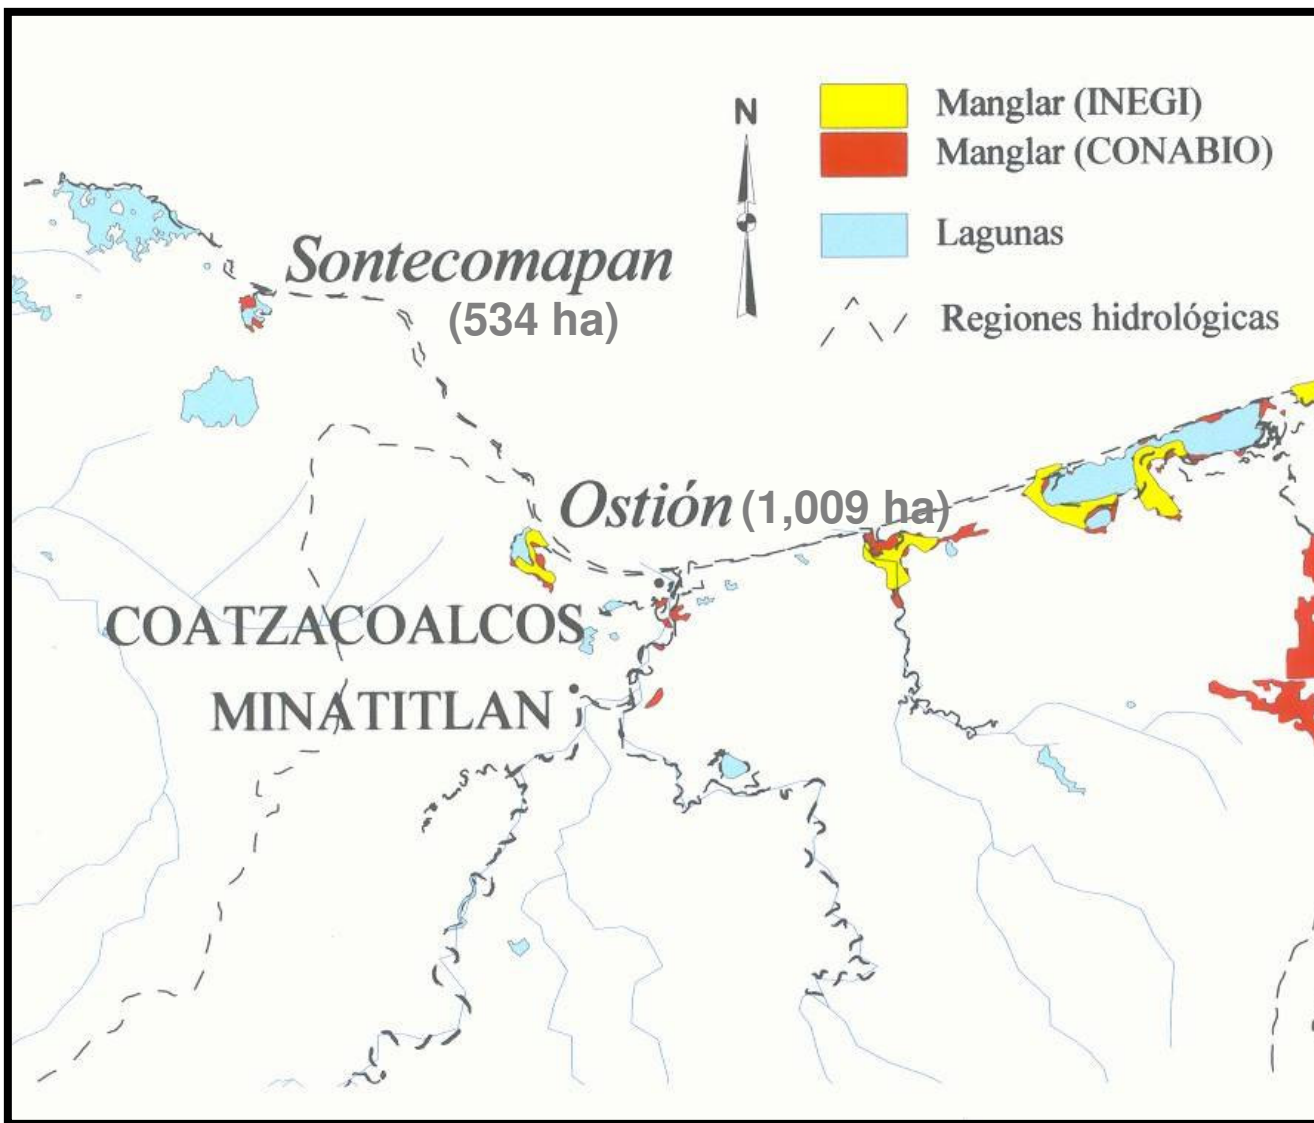 N
Manglar (INEGI)
Manglar (CONABIO)
Lagunas
Regiones hidrológicas
Sontecomapan
(534 ha)
Ostión (1,009 ha)
COATZACOALCOS
MINATITLAN